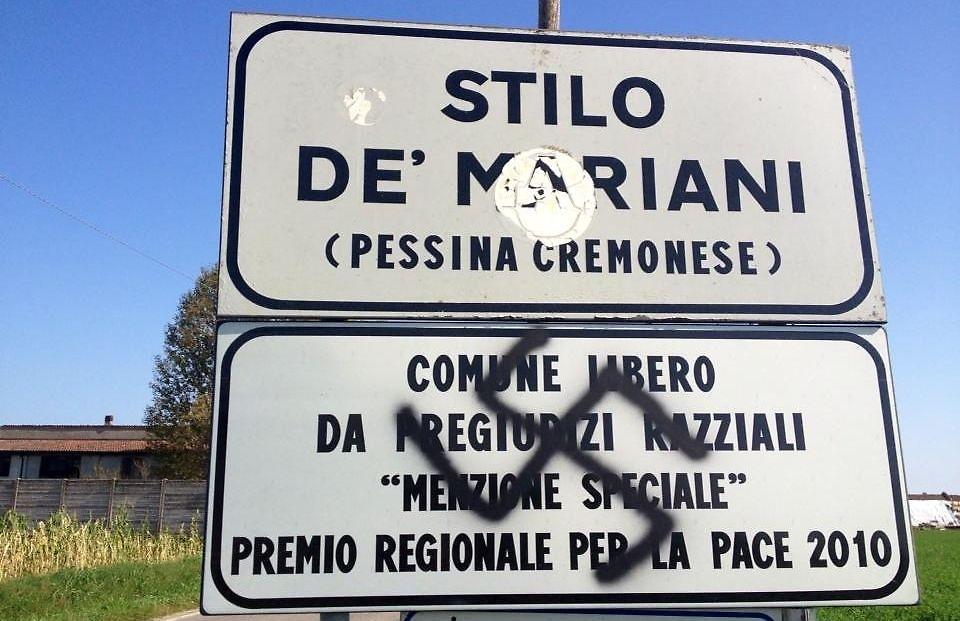 STILO
DE' MARIANI
(PESSINA CREMONESE)
COMUNE LIBERO
DA PREGIUDIZI RAZZIALI
“MENZIONE SPECIALE”
PREMIO REGIONALE PER LA PACE 2010